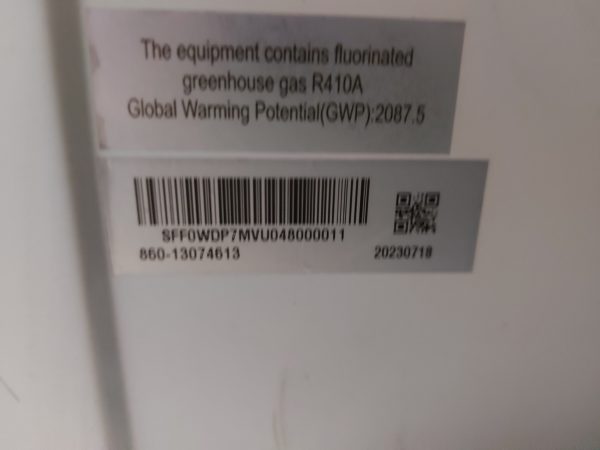 The equipment contains fluorinated
greenhouse gas R410A
Global Warming Potential(GWP):2087.5
SFF0WDP7MVU048000011
860-13074613
20230718